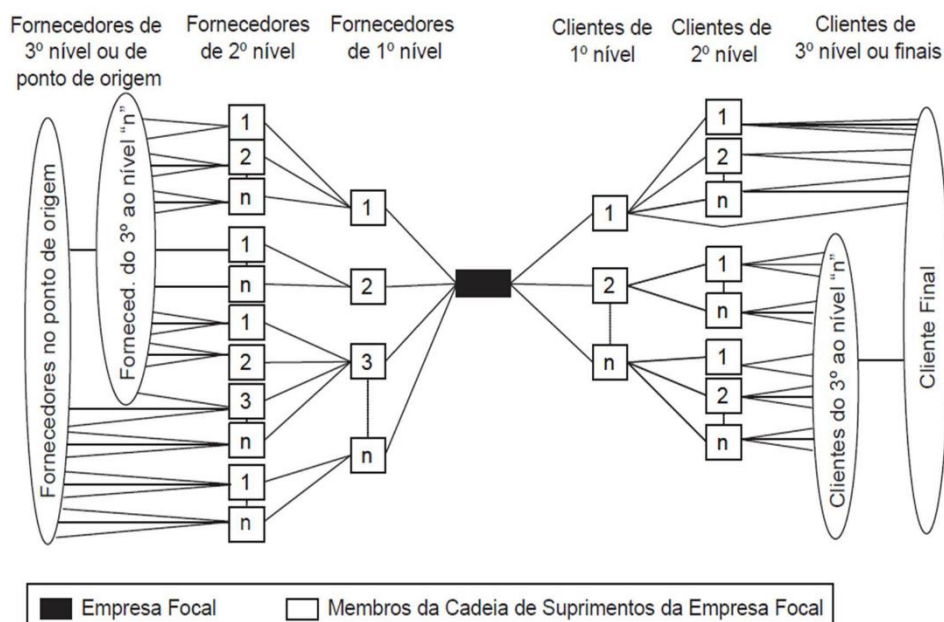 Fornecedores de
3º nível ou de
ponto de origem
Fornecedores
de 2º nível
Fornecedores
de 1º nível
Clientes de
1º nível
Clientes de
2º nível
Clientes de
3º nível ou finais
Fornecedores no ponto de origem
Forneced. do 3º ao nível “n”
1
2
n
1
n
1
2
3
n
1
n
1
2
3
n
1
2
n
1
2
n
1
n
1
2
n
Clientes do 3º ao nível “n”
Cliente Final
Empresa Focal
Membros da Cadeia de Suprimentos da Empresa Focal